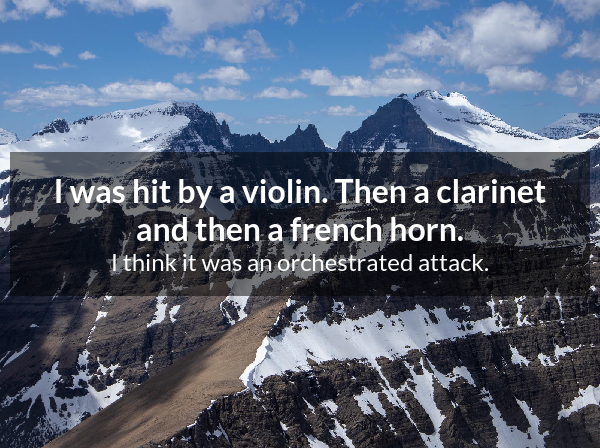 I was hit by a violin. Then a clarinet
and then a french horn.
I think it was an orchestrated attack.